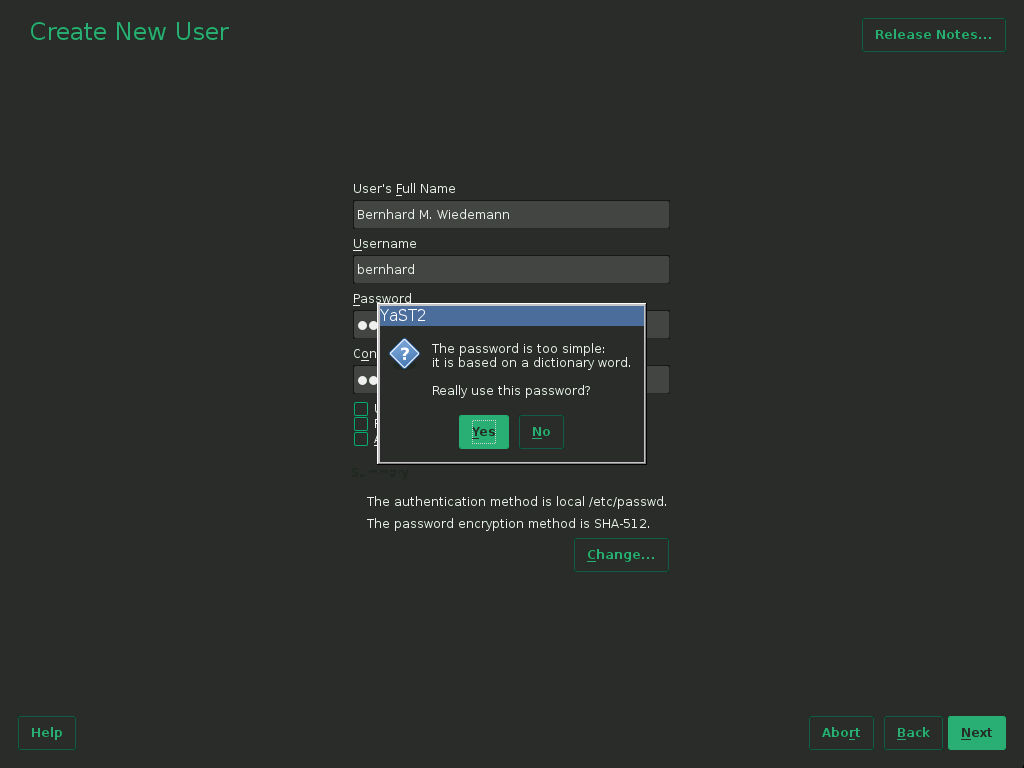 Create New User
Release Notes...
User's Full Name
Bernhard M. Wiedemann
Username
bernhard
Password
YaST2
The password is too simple:
it is based on a dictionary word.
Really use this password?
Yes
No
Summary
The authentication method is local /etc/passwd.
The password encryption method is SHA-512.
Change...
Help
Abort
Back
Next